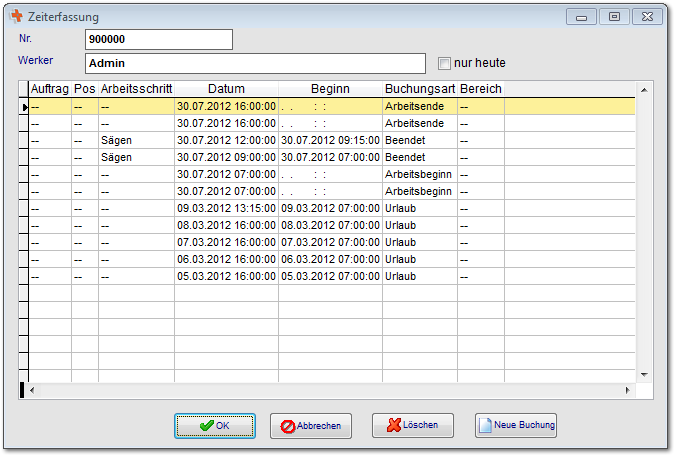 Zeiterfassung
Nr. 900000
Werker Admin nur heute
Auftrag Pos Arbeitsschritt Datum Beginn Buchungsart Bereich
-- -- -- 30.07.2012 16:00:00 . . : : Arbeitsende --
-- -- -- 30.07.2012 16:00:00 . . : : Arbeitsende --
-- -- Sägen 30.07.2012 12:00:00 30.07.2012 09:15:00 Beendet --
-- -- Sägen 30.07.2012 09:00:00 30.07.2012 07:00:00 Beendet --
-- -- -- 30.07.2012 07:00:00 . . : : Arbeitsbeginn --
-- -- -- 30.07.2012 07:00:00 . . : : Arbeitsbeginn --
-- -- -- 09.03.2012 13:15:00 09.03.2012 07:00:00 Urlaub --
-- -- -- 08.03.2012 16:00:00 08.03.2012 07:00:00 Urlaub --
-- -- -- 07.03.2012 16:00:00 07.03.2012 07:00:00 Urlaub --
-- -- -- 06.03.2012 16:00:00 06.03.2012 07:00:00 Urlaub --
-- -- -- 05.03.2012 16:00:00 05.03.2012 07:00:00 Urlaub --
OK Abbrechen Löschen Neue Buchung